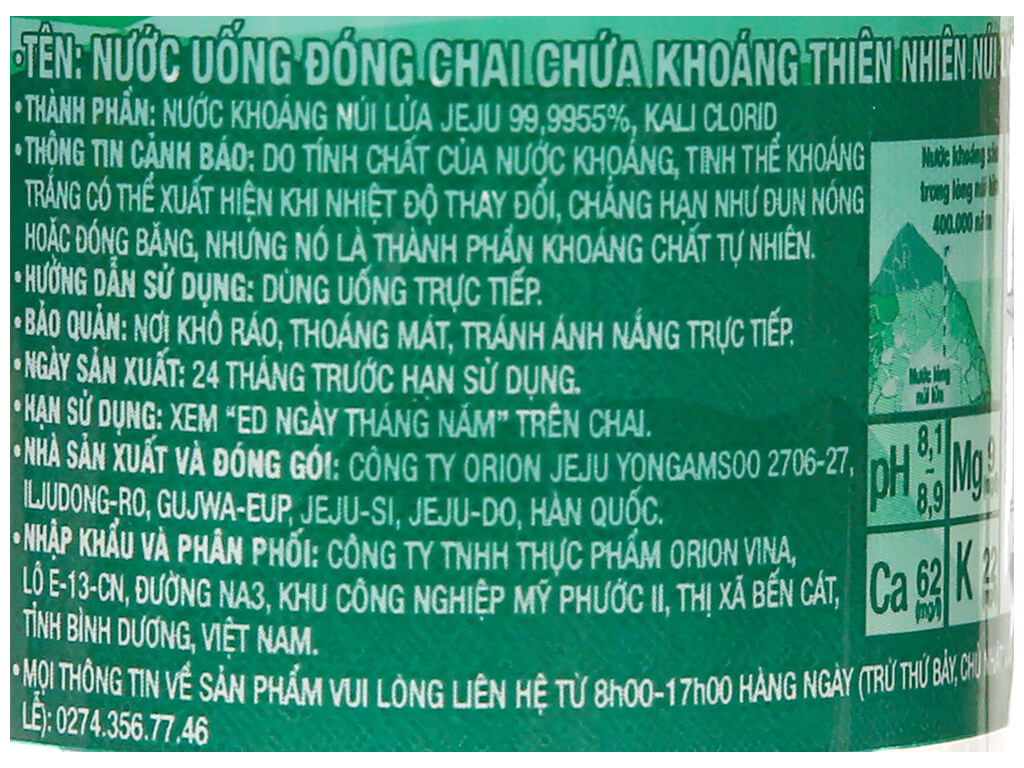 •TÊN: NƯỚC UỐNG ĐÓNG CHAI CHỨA KHOÁNG THIÊN NHIÊN NÚI
•THÀNH PHẦN: NƯỚC KHOÁNG NÚI LỬA JEJU 99,9955%, KALI CLORID
•THÔNG TIN CẢNH BÁO: DO TÍNH CHẤT CỦA NƯỚC KHOÁNG, TINH THỂ KHOÁNG
TRẮNG CÓ THỂ XUẤT HIỆN KHI NHIỆT ĐỘ THAY ĐỔI, CHẲNG HẠN NHƯ ĐUN NÓNG
HOẶC ĐÓNG BĂNG, NHƯNG NÓ LÀ THÀNH PHẦN KHOÁNG CHẤT TỰ NHIÊN.
•HƯỚNG DẪN SỬ DỤNG: DÙNG UỐNG TRỰC TIẾP.
•BẢO QUẢN: NƠI KHÔ RÁO, THOÁNG MÁT, TRÁNH ÁNH NẮNG TRỰC TIẾP.
•NGÀY SẢN XUẤT: 24 THÁNG TRƯỚC HẠN SỬ DỤNG.
•HẠN SỬ DỤNG: XEM "ED NGÀY THÁNG NĂM" TRÊN CHAI.
•NHÀ SẢN XUẤT VÀ ĐÓNG GÓI: CÔNG TY ORION JEJU YONGAMSOO 2706-27,
ILJUDONG-RO, GUJWA-EUP, JEJU-SI, JEJU-DO, HÀN QUỐC.
•NHẬP KHẨU VÀ PHÂN PHỐI: CÔNG TY TNHH THỰC PHẨM ORION VINA,
LÔ E-13-CN, ĐƯỜNG NA3, KHU CÔNG NGHIỆP MỸ PHƯỚC II, THỊ XÃ BẾN CÁT,
TỈNH BÌNH DƯƠNG, VIỆT NAM.
•MỌI THÔNG TIN VỀ SẢN PHẨM VUI LÒNG LIÊN HỆ TỪ 8h00-17h00 HÀNG NGÀY (TRỪ THỨ BẢY, CHỦ
LỄ): 0274.356.77.46
Nước khoáng
trong lòng núi
400.000
Nước lòng
núi lửa
pH 8,1 - 8,9 Mg
Ca 62 (mg/l) K